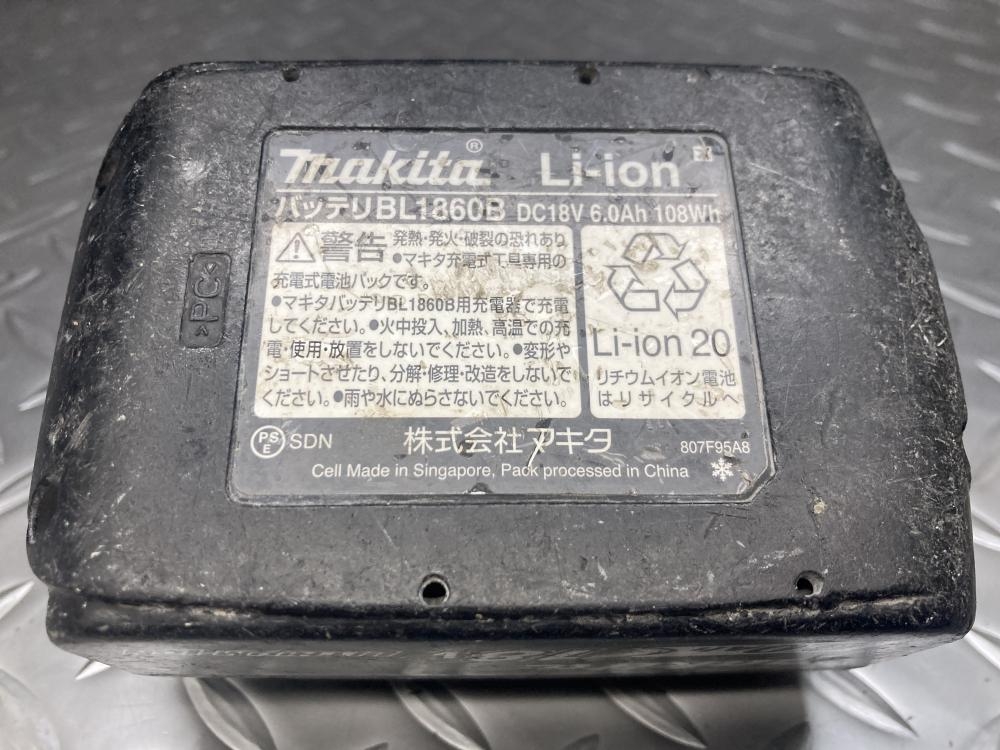 makita® Li-ion
バッテリBL1860B DC18V 6.0Ah 108Wh
警告 発熱・発火・破裂の恐れあり
●マキタ充電式工具専用の
充電式電池パックです。
●マキタバッテリBL1860B用充電器で充電
してください。●火中投入、加熱、高温での充
電・使用・放置をしないでください。●変形や
ショートさせたり、分解・修理・改造をしないで
ください。●雨や水にぬらさないでください。
Li-ion 20
リチウムイオン電池
はリサイクルへ
PSE SDN 株式会社マキタ 807F95A8
Cell Made in Singapore, Pack processed in China
>PC<